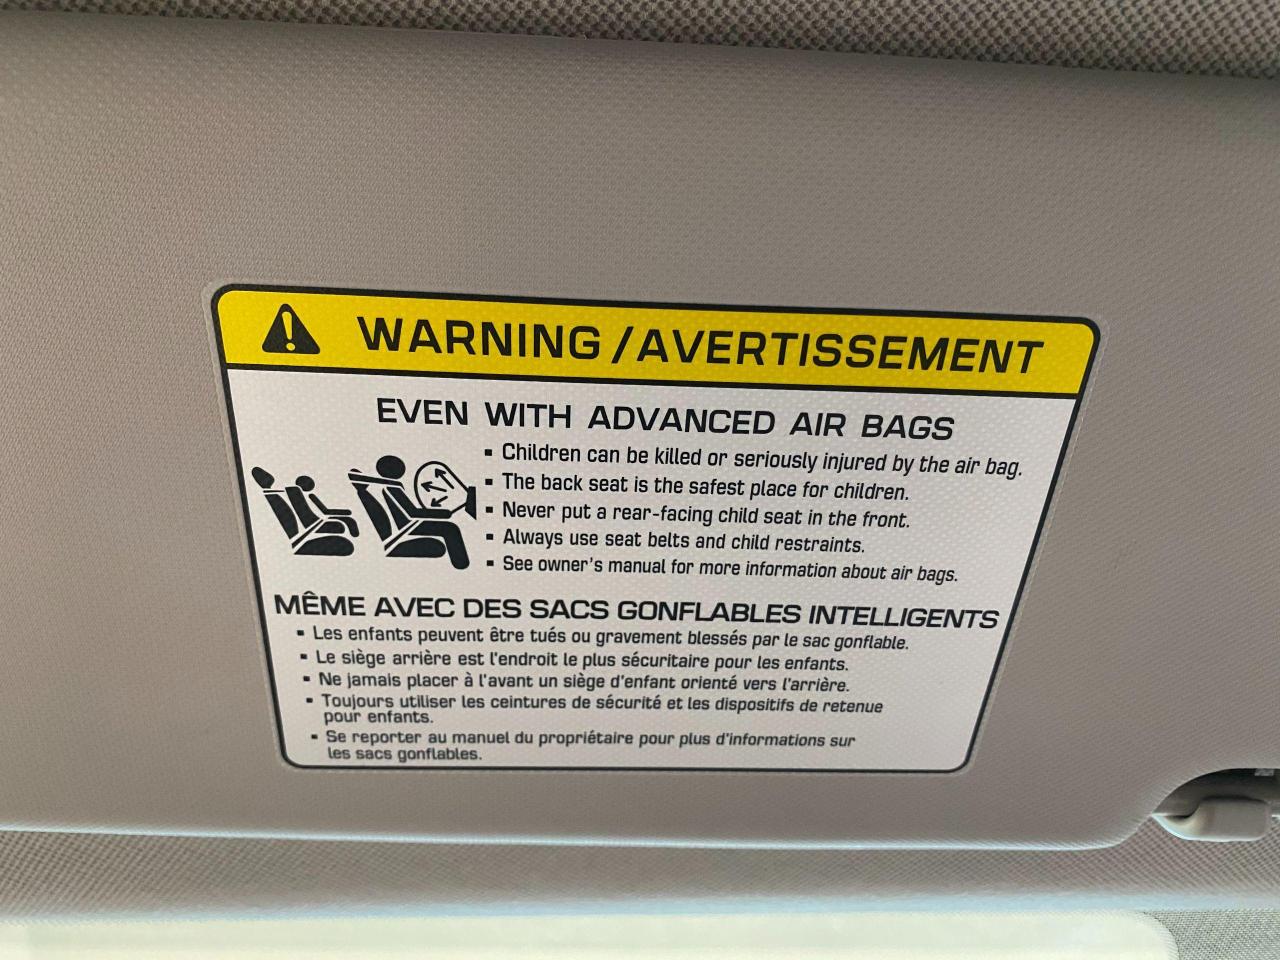 WARNING/AVERTISSEMENT
EVEN WITH ADVANCED AIR BAGS
▪ Children can be killed or seriously injured by the air bag.
▪ The back seat is the safest place for children.
▪ Never put a rear-facing child seat in the front.
▪ Always use seat belts and child restraints.
▪ See owner's manual for more information about air bags.
MÊME AVEC DES SACS GONFLABLES INTELLIGENTS
▪ Les enfants peuvent être tués ou gravement blessés par le sac gonflable.
▪ Le siège arrière est l'endroit le plus sécuritaire pour les enfants.
▪ Ne jamais placer à l'avant un siège d'enfant orienté vers l'arrière.
▪ Toujours utiliser les ceintures de sécurité et les dispositifs de retenue
pour enfants.
▪ Se reporter au manuel du propriétaire pour plus d'informations sur
les sacs gonflables.